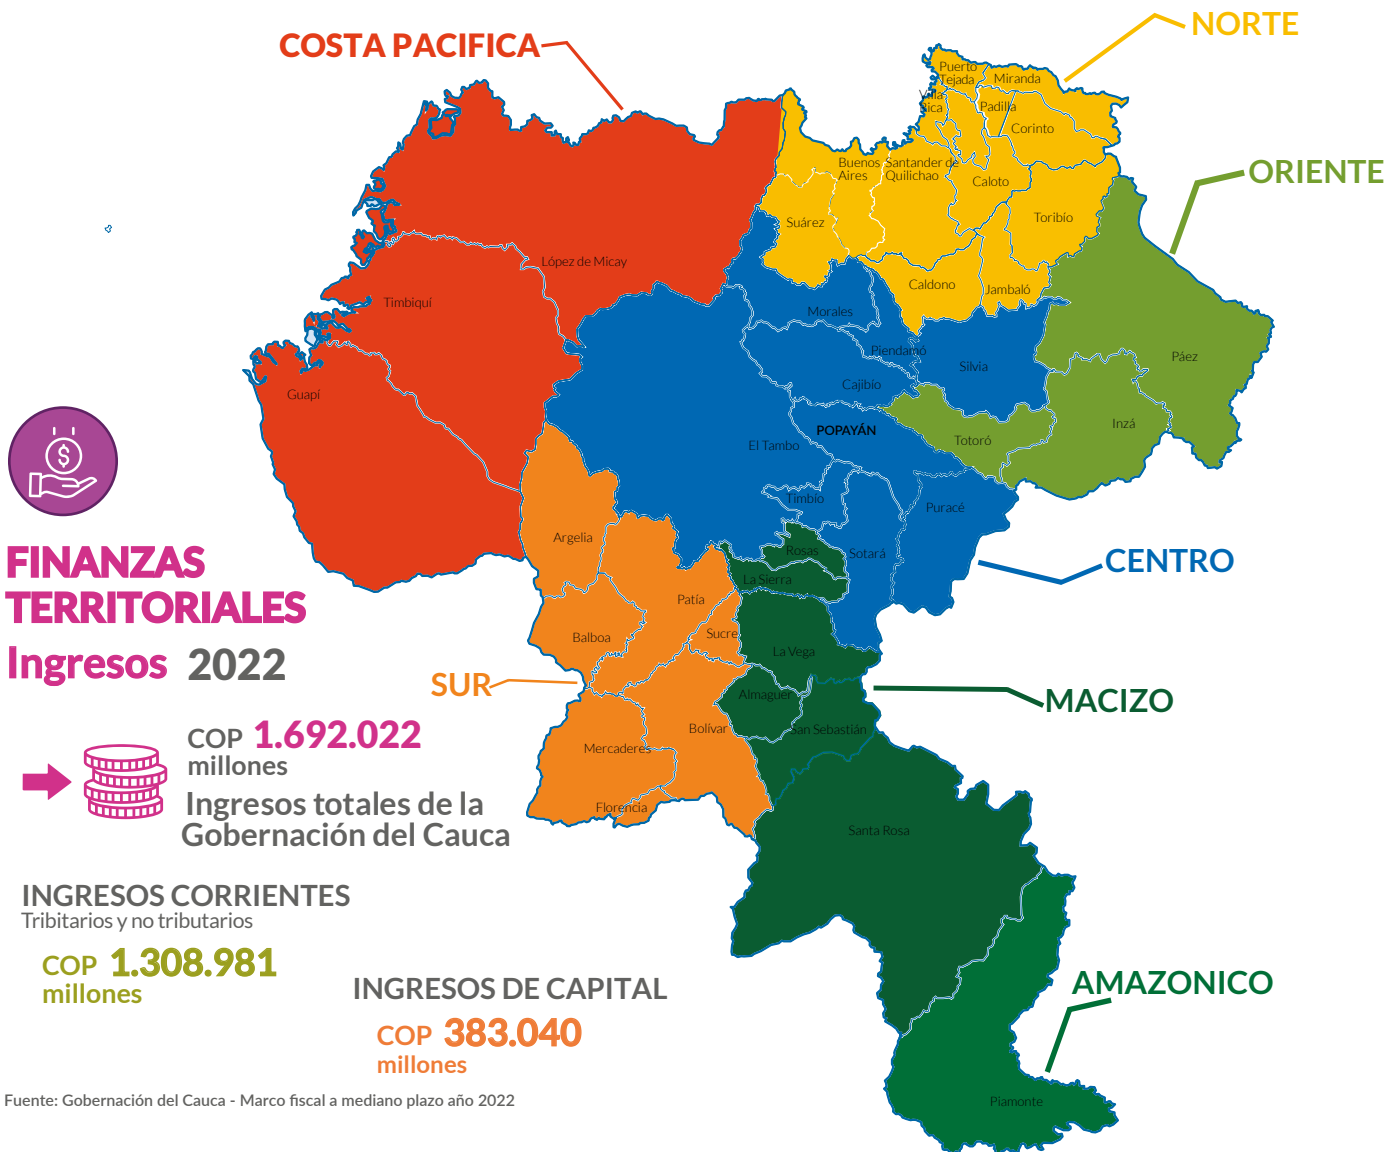 COSTA PACIFICA
NORTE
Puerto
Tejada
Miranda
Villa
Rica
Padilla
Corinto
Buenos
Aires
Santander de
Quilichao
Caloto
ORIENTE
Suárez
Toribío
López de Micay
Timbiquí
Caldono
Jambaló
Morales
Piendamó
Silvia
Páez
Cajibío
Guapí
Inzá
POPAYÁN
El Tambo
Totoró
Timbío
Puracé
Argelia
Rosas
Sotará
CENTRO
La Sierra
Patía
Balboa
Sucre
La Vega
SUR
Almaguer
MACIZO
Bolívar
San Sebastián
Mercaderes
Florencia
Santa Rosa
AMAZONICO
Piamonte
FINANZAS
TERRITORIALES
Ingresos 2022
COP 1.692.022
millones
Ingresos totales de la
Gobernación del Cauca
INGRESOS CORRIENTES
Tribitarios y no tributarios
COP 1.308.981
millones
INGRESOS DE CAPITAL
COP 383.040
millones
Fuente: Gobernación del Cauca - Marco fiscal a mediano plazo año 2022